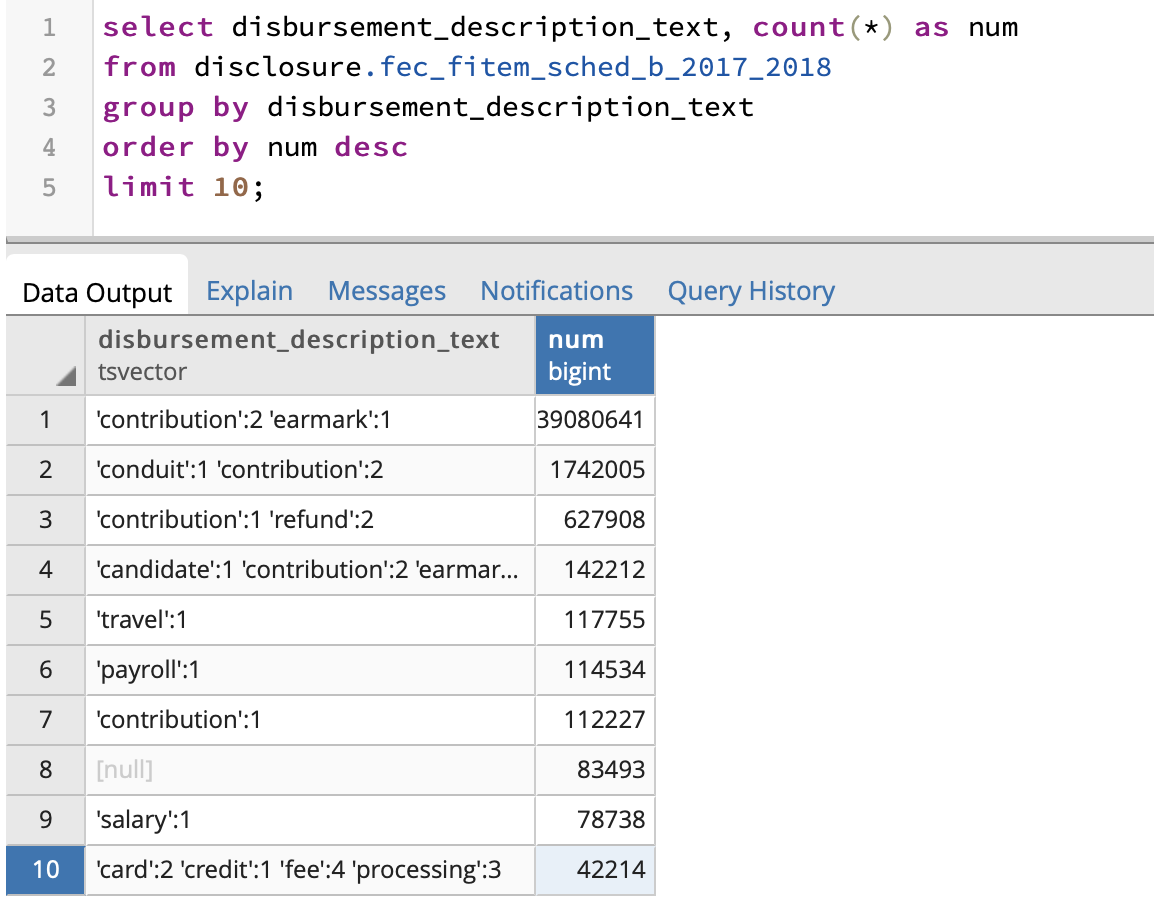 1 select disbursement_description_text, count(*) as num
2 from disclosure.fec_fitem_sched_b_2017_2018
3 group by disbursement_description_text
4 order by num desc
5 limit 10;
Data Output Explain Messages Notifications Query History
disbursement_description_text num
tsvector bigint
1 'contribution':2 'earmark':1 39080641
2 'conduit':1 'contribution':2 1742005
3 'contribution':1 'refund':2 627908
4 'candidate':1 'contribution':2 'earmar... 142212
5 'travel':1 117755
6 'payroll':1 114534
7 'contribution':1 112227
8 [null] 83493
9 'salary':1 78738
10 'card':2 'credit':1 'fee':4 'processing':3 42214